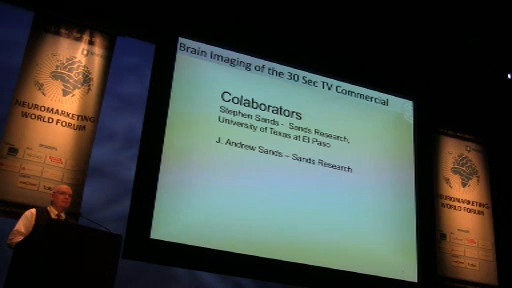 NEUROMARKETING
WORLD FORUM
Brain Imaging of the 30 Sec TV Commercial
Colaborators
Stephen Sands - Sands Research,
University of Texas at El Paso
J. Andrew Sands – Sands Research
NEUROMARKETING
WORLD FORUM